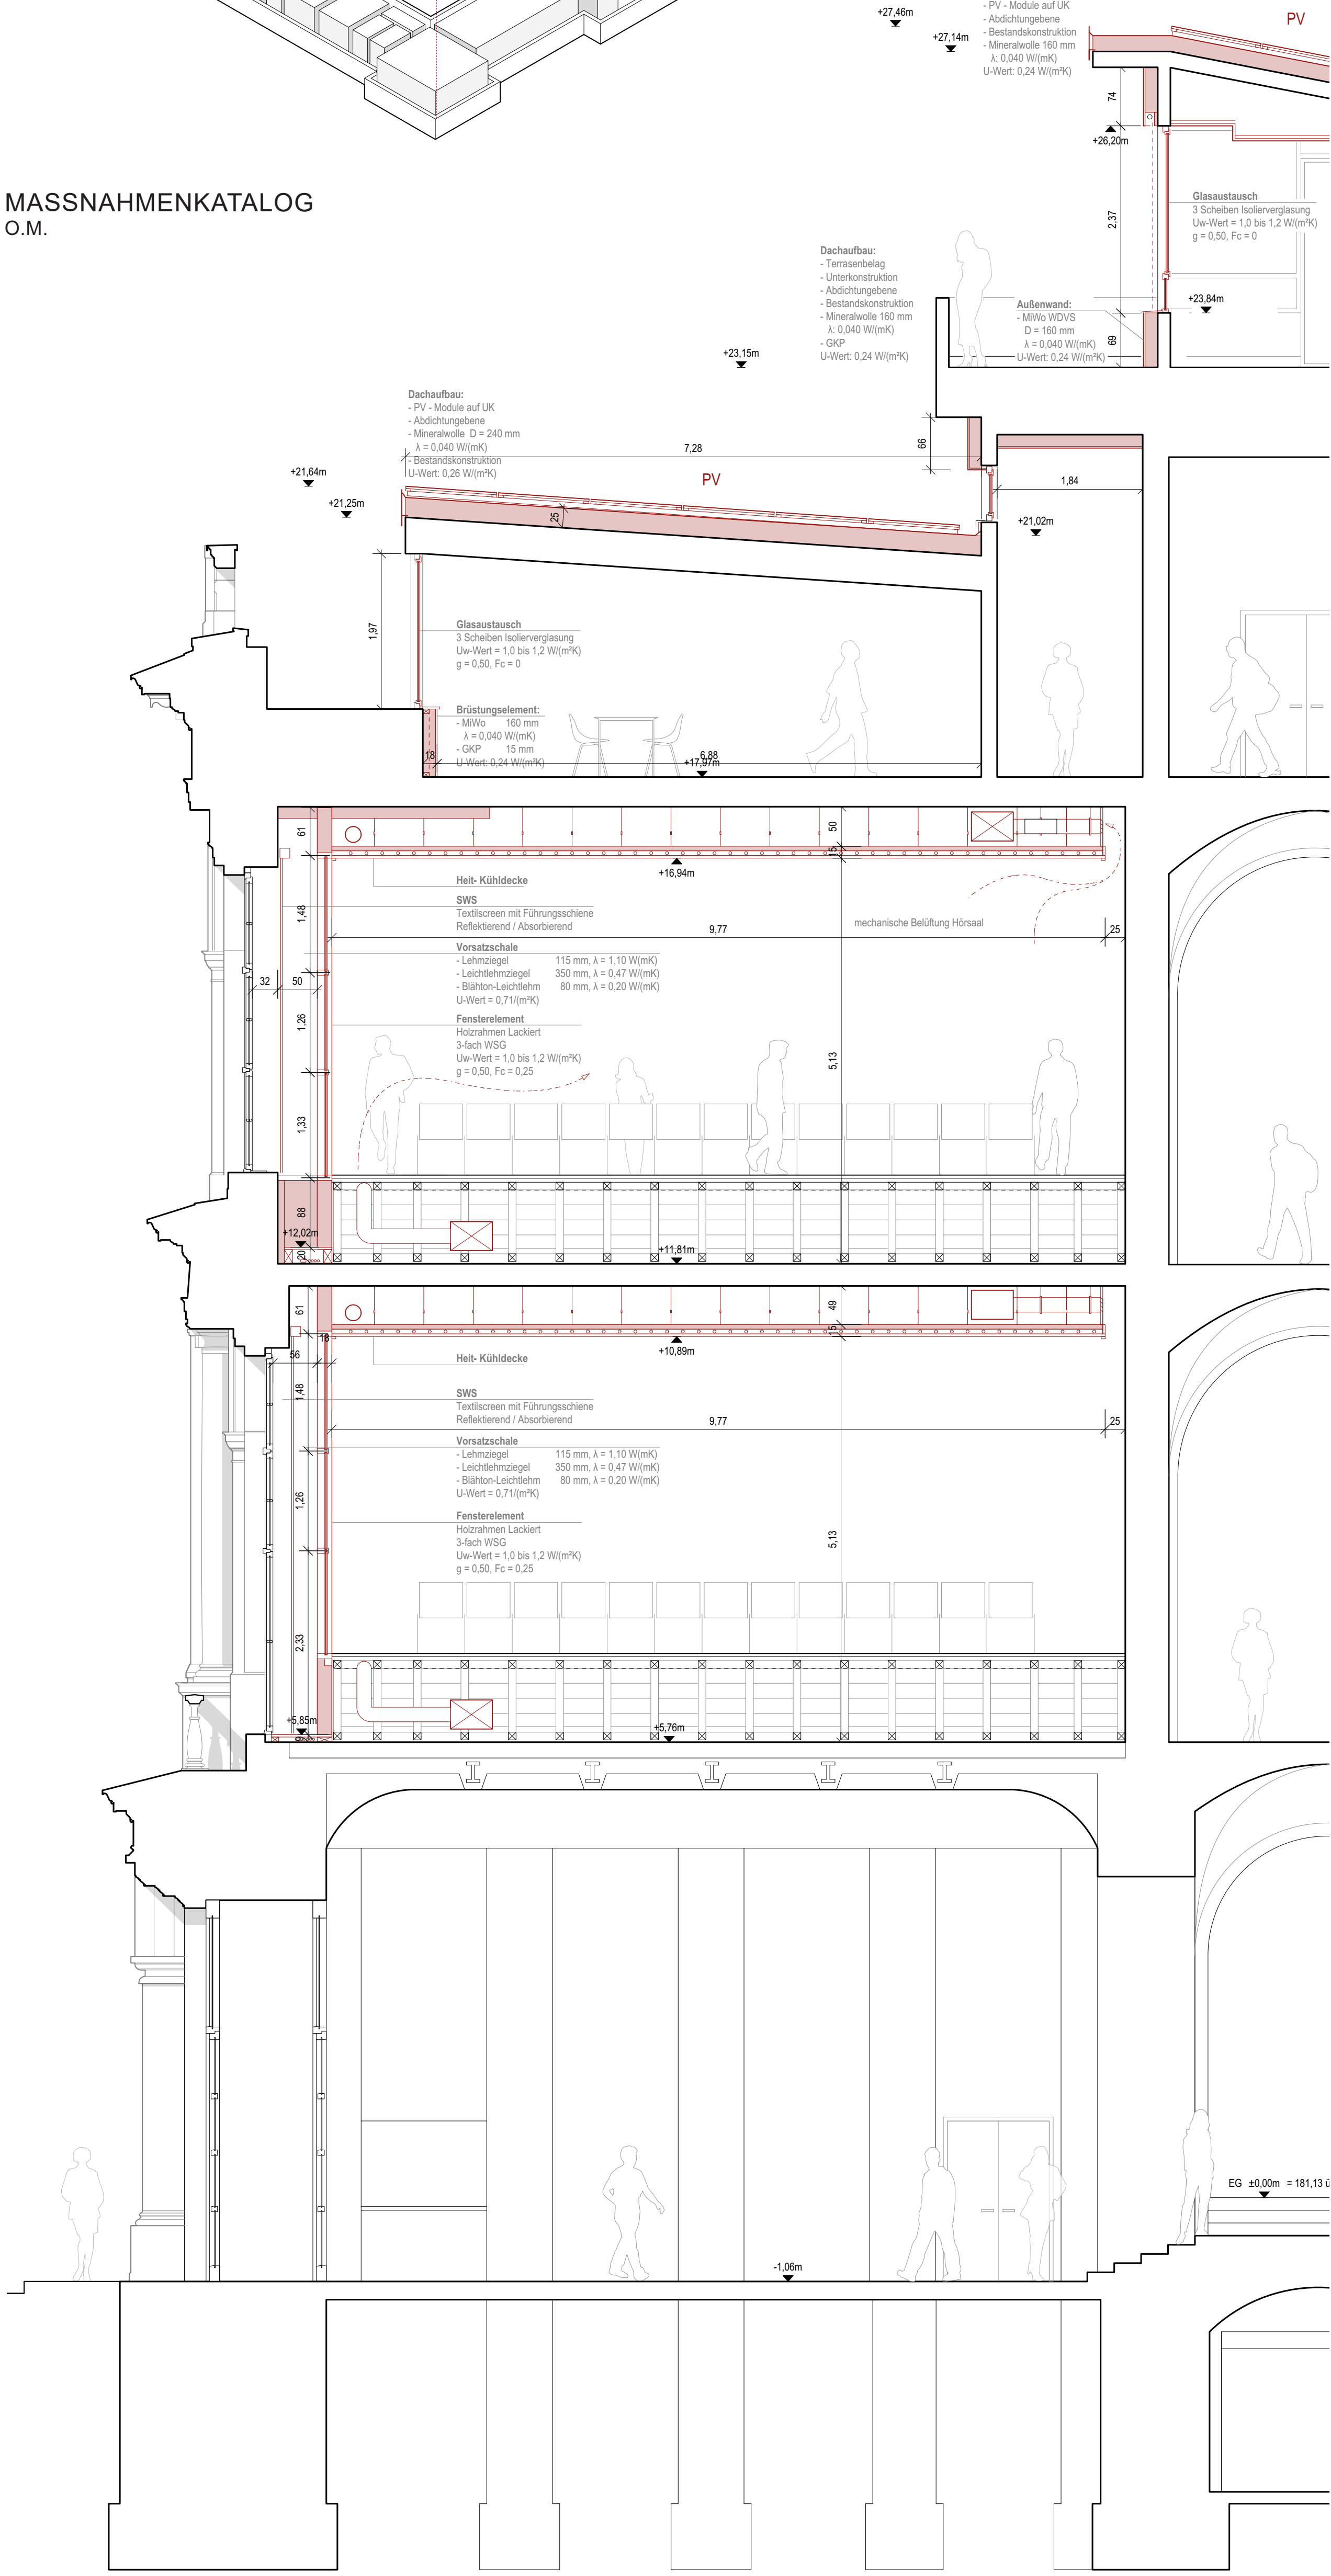 +27,46m
- PV - Module auf UK
- Abdichtungebene
- Bestandskonstruktion
- Mineralwolle 160 mm
λ: 0,040 W/(mK)
U-Wert: 0,24 W/(m²K)
+27,14m
PV
74
+26,20m
MASSNAHMENKATALOG
O.M.
Glasaustausch
3 Scheiben Isolierverglasung
Uw-Wert = 1,0 bis 1,2 W/(m²K)
g = 0,50, Fc = 0
2,37
Dachaufbau:
- Terrasenbelag
- Unterkonstruktion
- Abdichtungebene
- Bestandskonstruktion
- Mineralwolle 160 mm
λ: 0,040 W/(mK)
- GKP
U-Wert: 0,24 W/(m²K)
Außenwand:
- MiWo WDVS
D = 160 mm
λ = 0,040 W/(mK)
U-Wert: 0,24 W/(m²K)
+23,84m
69
+23,15m
Dachaufbau:
- PV - Module auf UK
- Abdichtungebene
- Mineralwolle D = 240 mm
λ = 0,040 W/(mK)
- Bestandskonstruktion
U-Wert: 0,26 W/(m²K)
7,28
66
PV
1,84
+21,64m
+21,25m
25
+21,02m
1,97
Glasaustausch
3 Scheiben Isolierverglasung
Uw-Wert = 1,0 bis 1,2 W/(m²K)
g = 0,50, Fc = 0
Brüstungselement:
- MiWo 160 mm
λ = 0,040 W/(mK)
- GKP 15 mm
U-Wert: 0,24 W/(m²K)
18
6,88
+17,97m
61
50
15
+16,94m
Heit- Kühldecke
SWS
Textilscreen mit Führungsschiene
Reflektierend / Absorbierend
1,48
9,77
mechanische Belüftung Hörsaal
25
Vorsatzschale
- Lehmziegel 115 mm, λ = 1,10 W(mK)
- Leichtlehmziegel 350 mm, λ = 0,47 W/(mK)
- Blähton-Leichtlehm 80 mm, λ = 0,20 W/(mK)
U-Wert = 0,71/(m²K)
32
50
1,26
Fensterelement
Holzrahmen Lackiert
3-fach WSG
Uw-Wert = 1,0 bis 1,2 W/(m²K)
g = 0,50, Fc = 0,25
5,13
1,33
88
+12,02m
20
+11,81m
61
49
15
18
+10,89m
56
Heit- Kühldecke
1,48
SWS
Textilscreen mit Führungsschiene
Reflektierend / Absorbierend
9,77
25
Vorsatzschale
- Lehmziegel 115 mm, λ = 1,10 W(mK)
- Leichtlehmziegel 350 mm, λ = 0,47 W/(mK)
- Blähton-Leichtlehm 80 mm, λ = 0,20 W/(mK)
U-Wert = 0,71/(m²K)
1,26
Fensterelement
Holzrahmen Lackiert
3-fach WSG
Uw-Wert = 1,0 bis 1,2 W/(m²K)
g = 0,50, Fc = 0,25
5,13
2,33
+5,85m
9
+5,76m
EG ±0,00m = 181,13 ü
-1,06m